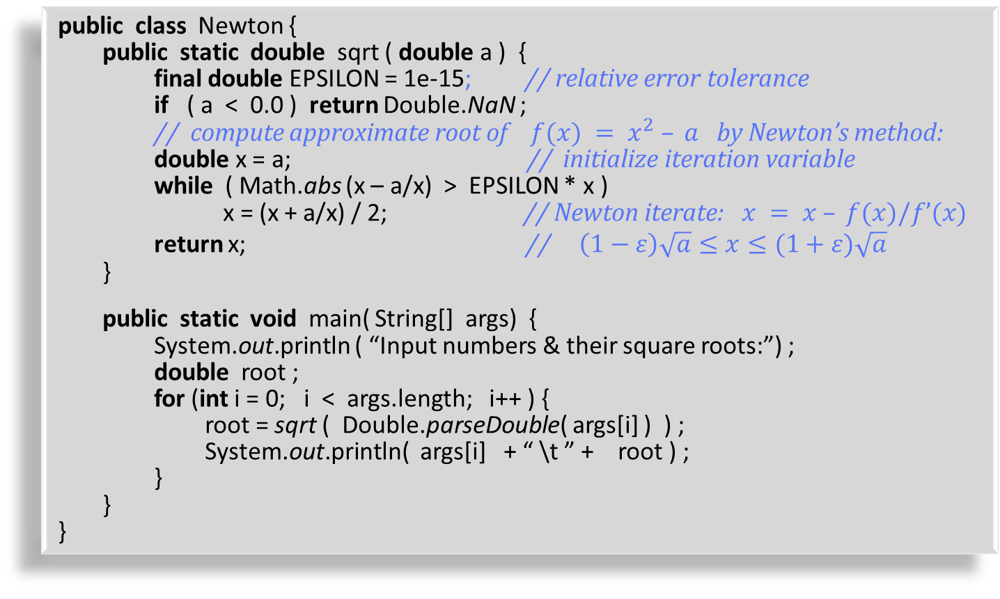 public class Newton {
public static double sqrt ( double a ) {
final double EPSILON = 1e-15; // relative error tolerance
if ( a < 0.0 ) return Double.NaN ;
// compute approximate root of f(x) = x² – a by Newton’s method:
double x = a; // initialize iteration variable
while ( Math.abs (x – a/x) > EPSILON * x )
x = (x + a/x) / 2; // Newton iterate: x = x – f(x)/f’(x)
return x; // (1 − ε)√a ≤ x ≤ (1 + ε)√a
}
public static void main( String[] args) {
System.out.println ( “Input numbers & their square roots:”) ;
double root ;
for (int i = 0; i < args.length; i++ ) {
root = sqrt ( Double.parseDouble( args[i] ) ) ;
System.out.println( args[i] + “ \t ” + root ) ;
}
}
}